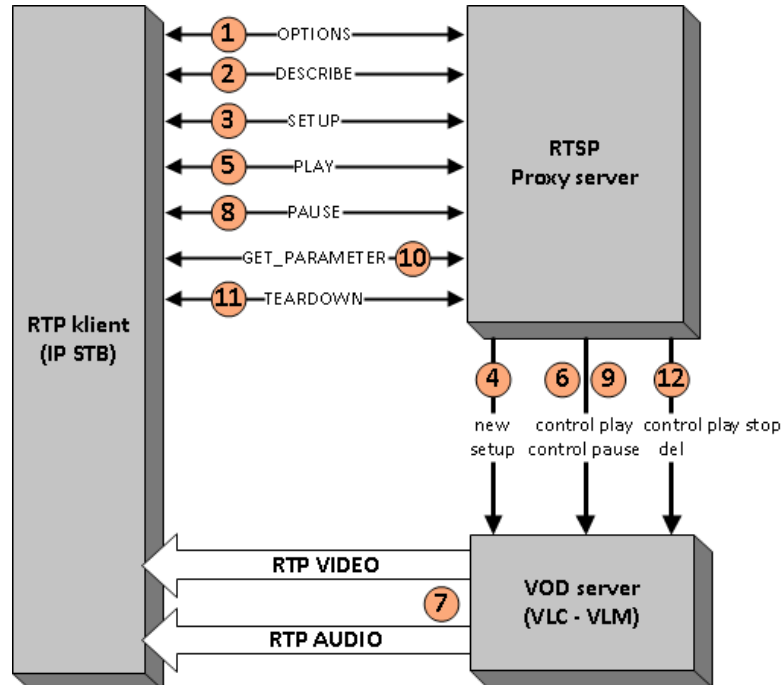 1 OPTIONS
2 DESCRIBE
3 SETUP
5 PLAY
8 PAUSE
GET_PARAMETER 10
11 TEARDOWN
RTSP
Proxy server
RTP klient
(IP STB)
4
6
9
12
new
setup
control play
control pause
control play stop
del
RTP VIDEO
7
RTP AUDIO
VOD server
(VLC - VLM)